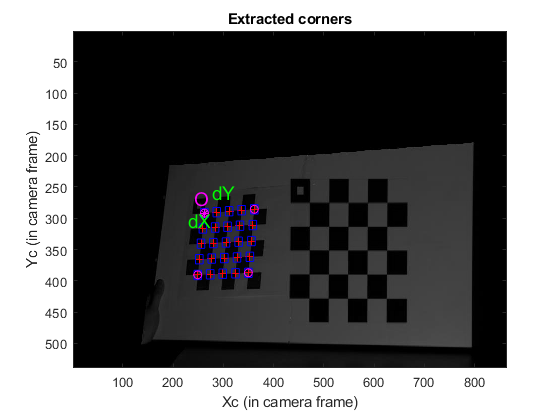 Extracted corners
Yc (in camera frame)
50
100
150
200
250
300
350
400
450
500
O
dY
dX
100 200 300 400 500 600 700 800
Xc (in camera frame)